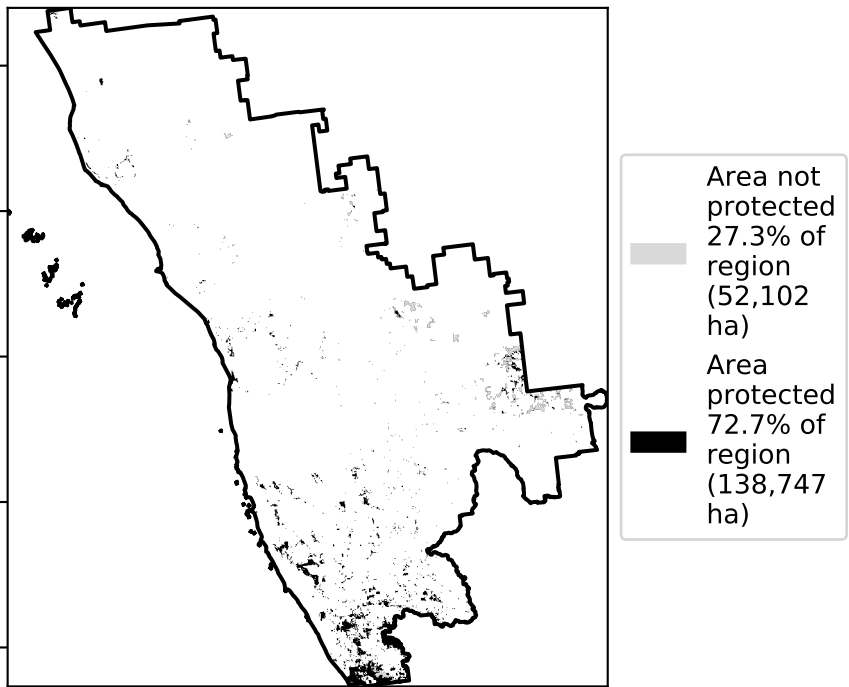 Area not
protected
27.3% of
region
(52,102
ha)
Area
protected
72.7% of
region
(138,747
ha)